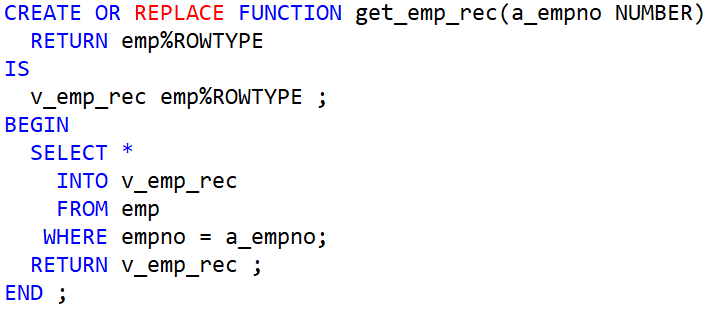 CREATE OR REPLACE FUNCTION get_emp_rec(a_empno NUMBER)
  RETURN emp%ROWTYPE
IS
  v_emp_rec emp%ROWTYPE ;
BEGIN
  SELECT *
    INTO v_emp_rec
    FROM emp
   WHERE empno = a_empno;
  RETURN v_emp_rec ;
END ;